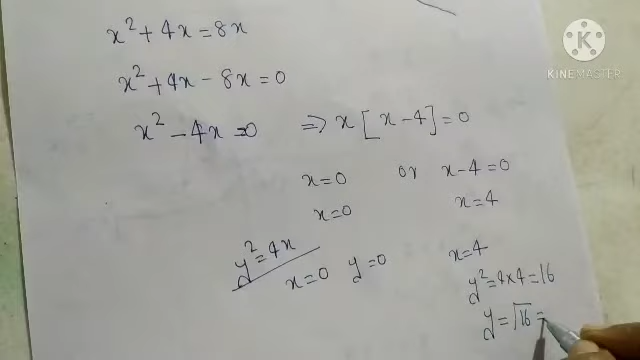 x² + 4x = 8x
x² + 4x - 8x = 0
x² - 4x = 0 ⇒ x [x - 4] = 0
x = 0 or x - 4 = 0
x = 0 x = 4
y² = 4x
x = 0 y = 0 x = 4
y² = 4 × 4 = 16
y = √16 =
KINEMASTER